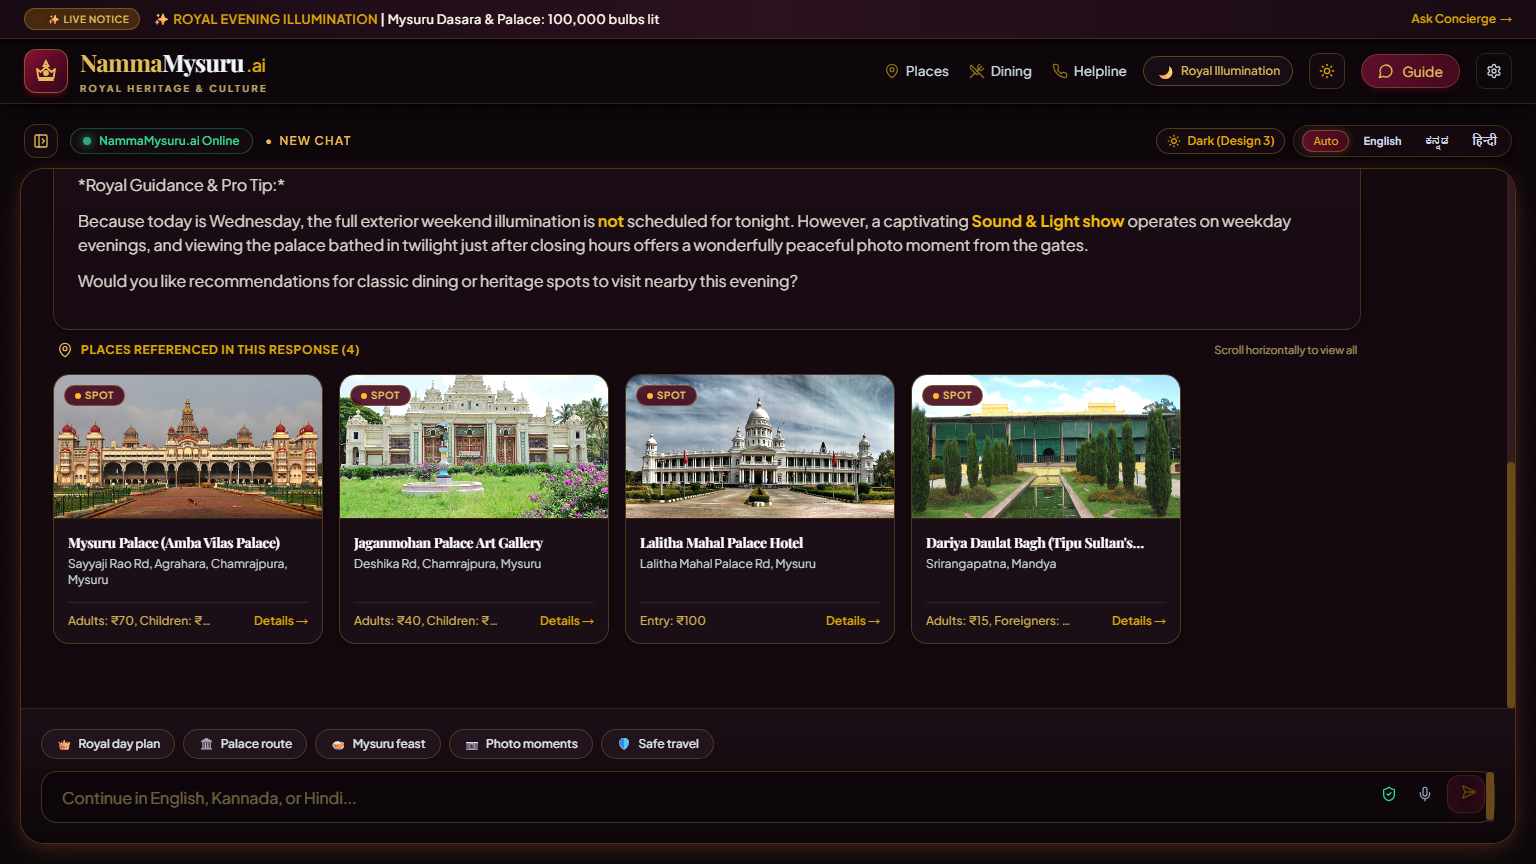 LIVE NOTICE
ROYAL EVENING ILLUMINATION | Mysuru Dasara & Palace: 100,000 bulbs lit
Ask Concierge →
NammaMysuru.ai
ROYAL HERITAGE & CULTURE
Places
Dining
Helpline
Royal Illumination
Guide
NammaMysuru.ai Online
• NEW CHAT
Dark (Design 3)
Auto
English
ಕನ್ನಡ
हिन्दी
*Royal Guidance & Pro Tip:*
Because today is Wednesday, the full exterior weekend illumination is not scheduled for tonight. However, a captivating Sound & Light show operates on weekday
evenings, and viewing the palace bathed in twilight just after closing hours offers a wonderfully peaceful photo moment from the gates.
Would you like recommendations for classic dining or heritage spots to visit nearby this evening?
PLACES REFERENCED IN THIS RESPONSE (4)
Scroll horizontally to view all
SPOT
Mysuru Palace (Amba Vilas Palace)
Sayyaji Rao Rd, Agrahara, Chamrajpura,
Mysuru
Adults: ₹70, Children: ₹...
Details →
SPOT
Jaganmohan Palace Art Gallery
Deshika Rd, Chamrajpura, Mysuru
Adults: ₹40, Children: ₹...
Details →
SPOT
Lalitha Mahal Palace Hotel
Lalitha Mahal Palace Rd, Mysuru
Entry: ₹100
Details →
SPOT
Dariya Daulat Bagh (Tipu Sultan's...
Srirangapatna, Mandya
Adults: ₹15, Foreigners: ...
Details →
Royal day plan
Palace route
Mysuru feast
Photo moments
Safe travel
Continue in English, Kannada, or Hindi...